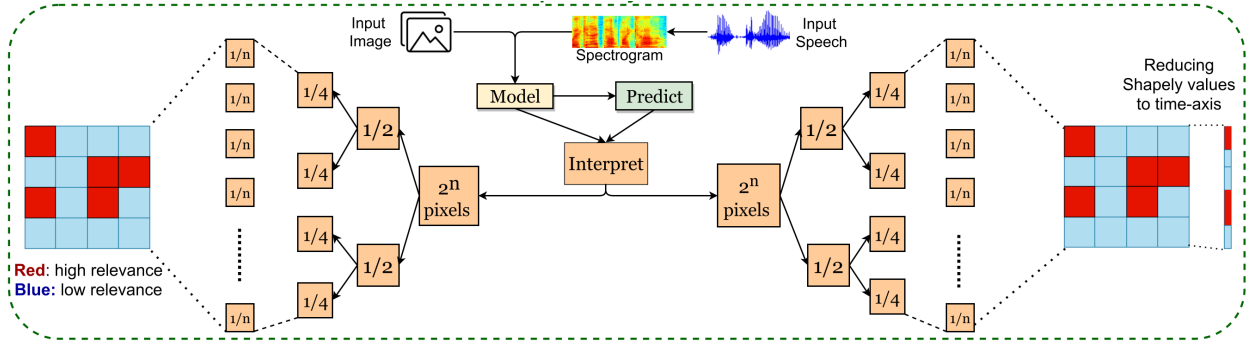 Input
Image
Spectrogram
Input
Speech
Model
Predict
Interpret
1/n
1/n
1/n
1/n
1/n
1/4
1/4
1/4
1/4
1/2
1/2
2ⁿ
pixels
Red: high relevance
Blue: low relevance
2ⁿ
pixels
1/2
1/2
1/4
1/4
1/4
1/4
1/n
1/n
1/n
1/n
1/n
Reducing
Shapely values
to time-axis